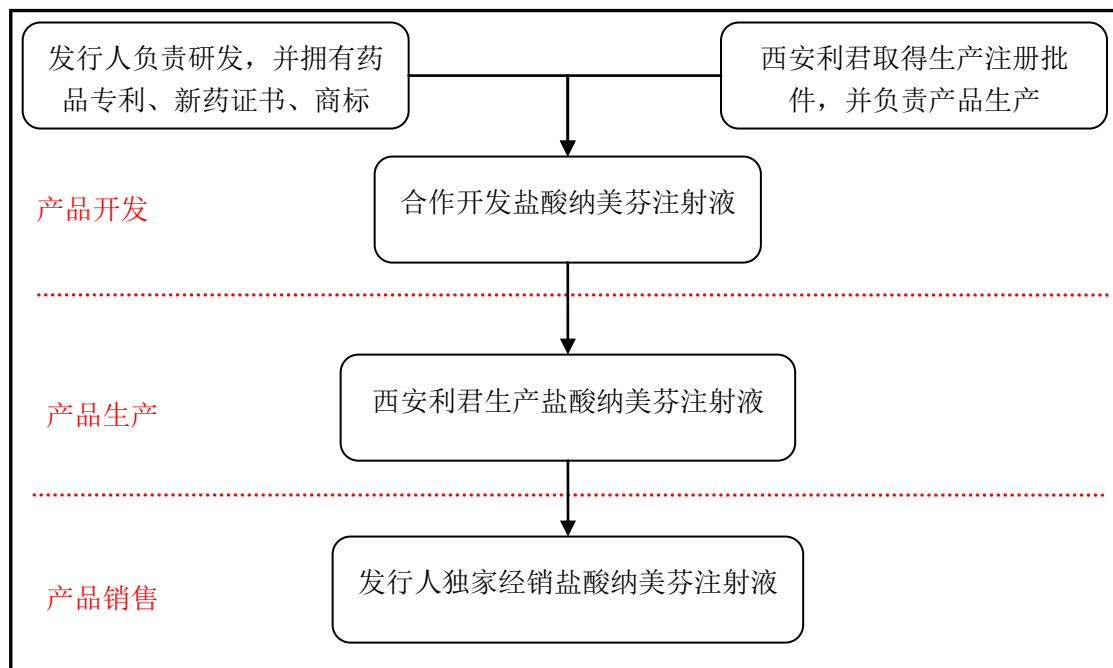 发行人负责研发，并拥有药
品专利、新药证书、商标
西安利君取得生产注册批
件，并负责产品生产
产品开发
合作开发盐酸纳美芬注射液
产品生产
西安利君生产盐酸纳美芬注射液
产品销售
发行人独家经销盐酸纳美芬注射液